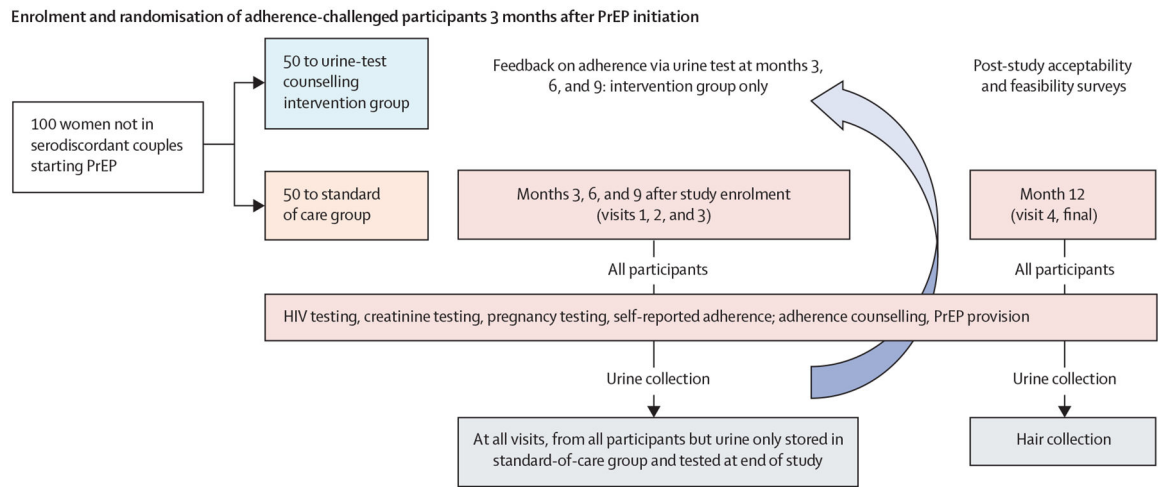 Enrolment and randomisation of adherence-challenged participants 3 months after PrEP initiation
100 women not in
serodiscordant couples
starting PrEP
50 to urine-test
counselling
intervention group
50 to standard
of care group
Feedback on adherence via urine test at months 3,
6, and 9: intervention group only
Post-study acceptability
and feasibility surveys
Months 3, 6, and 9 after study enrolment
(visits 1, 2, and 3)
Month 12
(visit 4, final)
All participants
All participants
HIV testing, creatinine testing, pregnancy testing, self-reported adherence; adherence counselling, PrEP provision
Urine collection
Urine collection
At all visits, from all participants but urine only stored in
standard-of-care group and tested at end of study
Hair collection